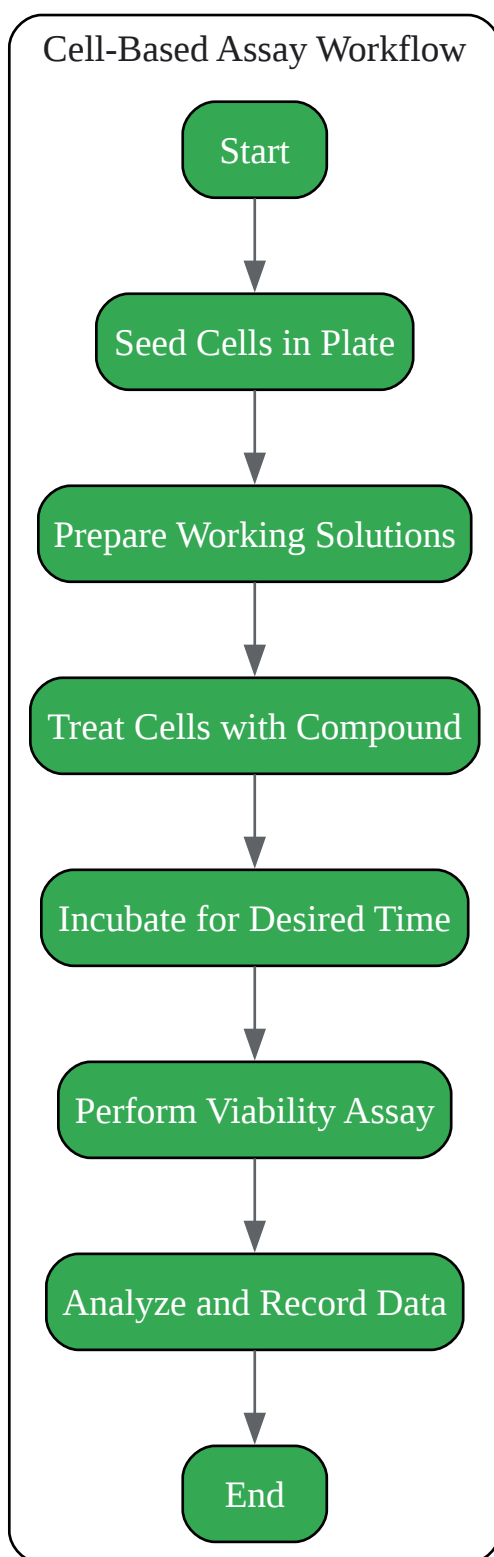 Cell-Based Assay Workflow
Start
Seed Cells in Plate
Prepare Working Solutions
Treat Cells with Compound
Incubate for Desired Time
Perform Viability Assay
Analyze and Record Data
End